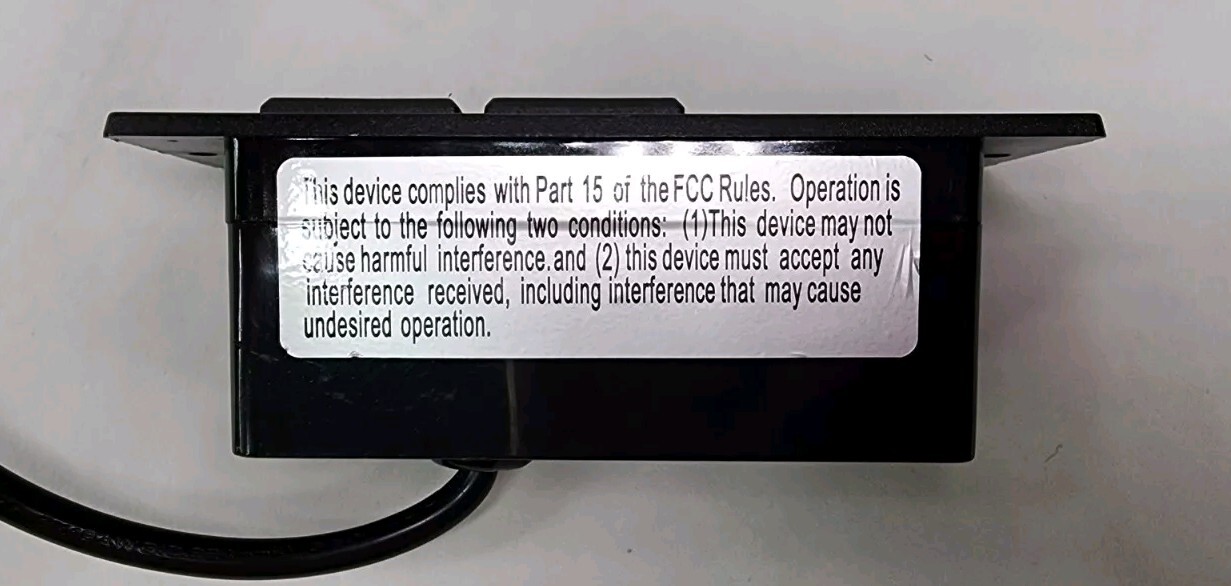 This device complies with Part 15 of the FCC Rules. Operation is
subject to the following two conditions: (1)This device may not
cause harmful interference.and (2) this device must accept any
interference received, including interference that may cause
undesired operation.